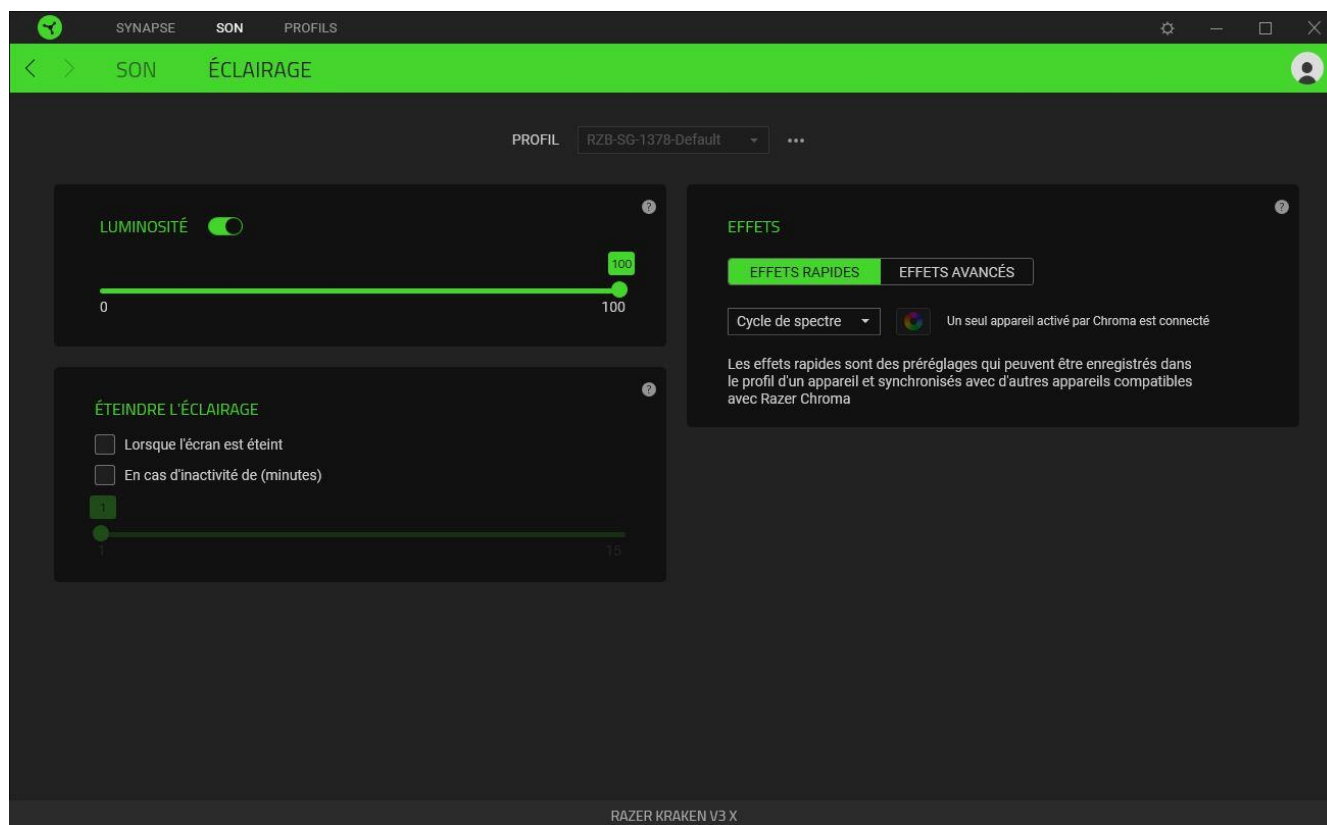 SYNAPSE SON PROFILS
SON ÉCLAIRAGE
PROFIL RZB-SG-1378-Default
LUMINOSITÉ
100
0 100
ÉTEINDRE L'ÉCLAIRAGE
Lorsque l'écran est éteint
En cas d'inactivité de (minutes)
1
1 15
EFFETS
EFFETS RAPIDES EFFETS AVANCÉS
Cycle de spectre Un seul appareil activé par Chroma est connecté
Les effets rapides sont des préréglages qui peuvent être enregistrés dans
le profil d'un appareil et synchronisés avec d'autres appareils compatibles
avec Razer Chroma
RAZER KRAKEN V3 X